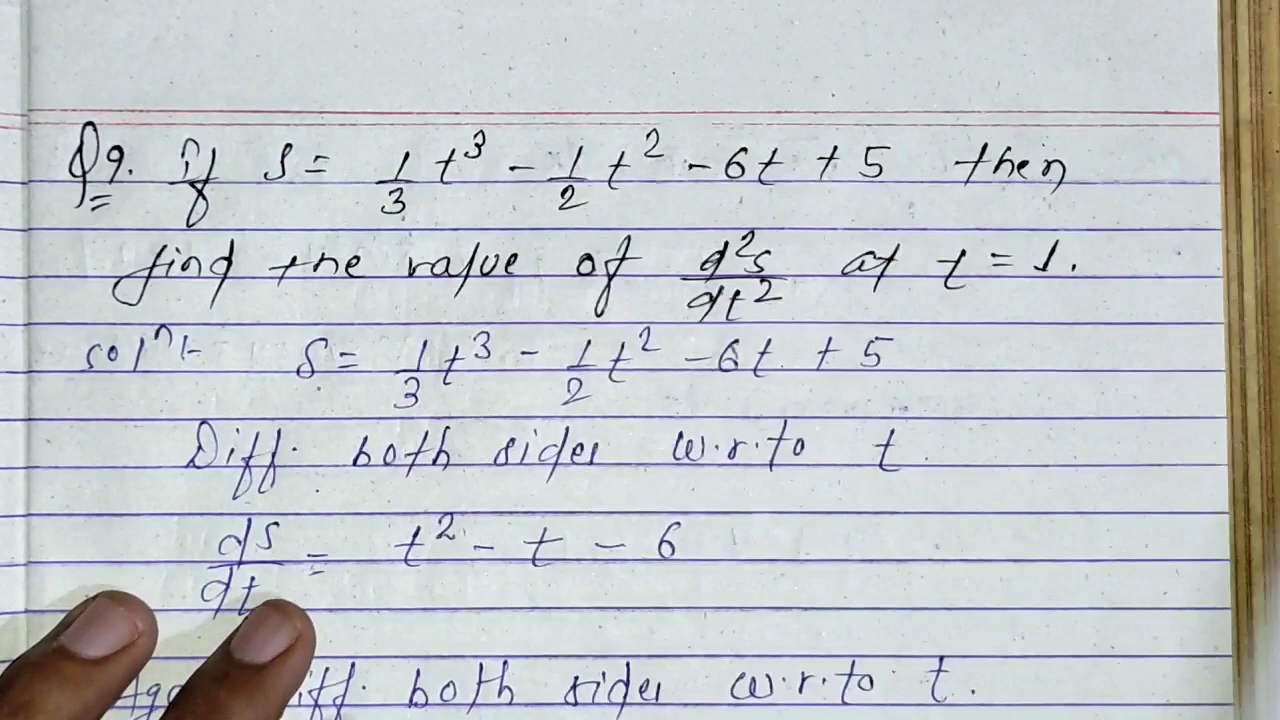 Q9. If S = 1/3 t³ - 1/2 t² - 6t + 5 then
find the value of d²s/dt² at t = 1.
solⁿ:- S = 1/3 t³ - 1/2 t² - 6t + 5
Diff. both sides w.r.to t.
ds/dt = t² - t - 6
diff. both sides w.r.to t.